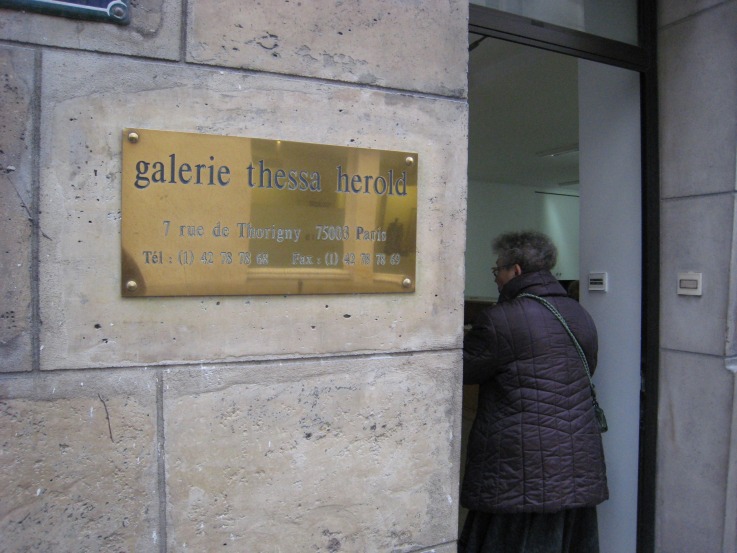 galerie thessa herold
7 rue de Thorigny 75003 Paris
Tél : (1) 42 78 78 68 Fax : (1) 42 78 78 69